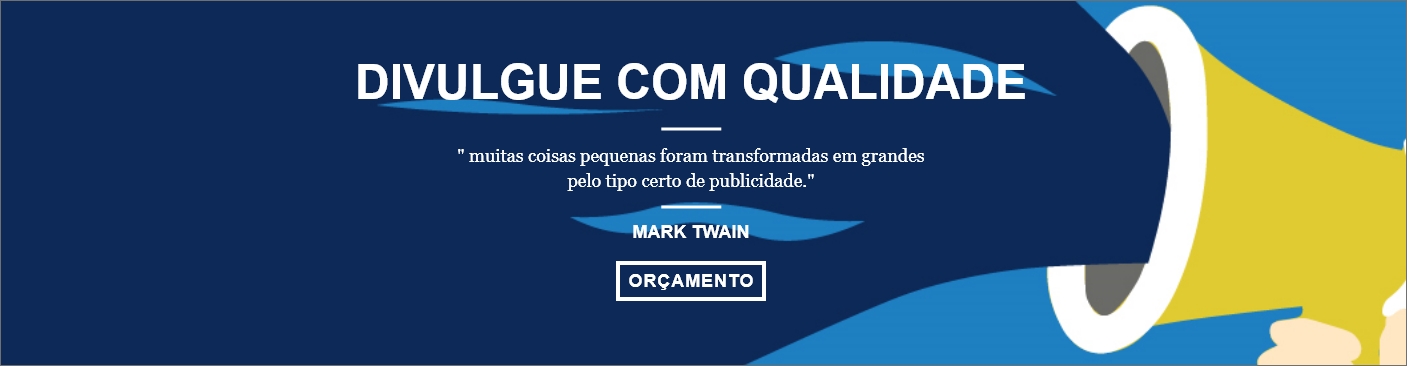 DIVULGUE COM QUALIDADE
" muitas coisas pequenas foram transformadas em grandes
pelo tipo certo de publicidade."
MARK TWAIN
ORÇAMENTO